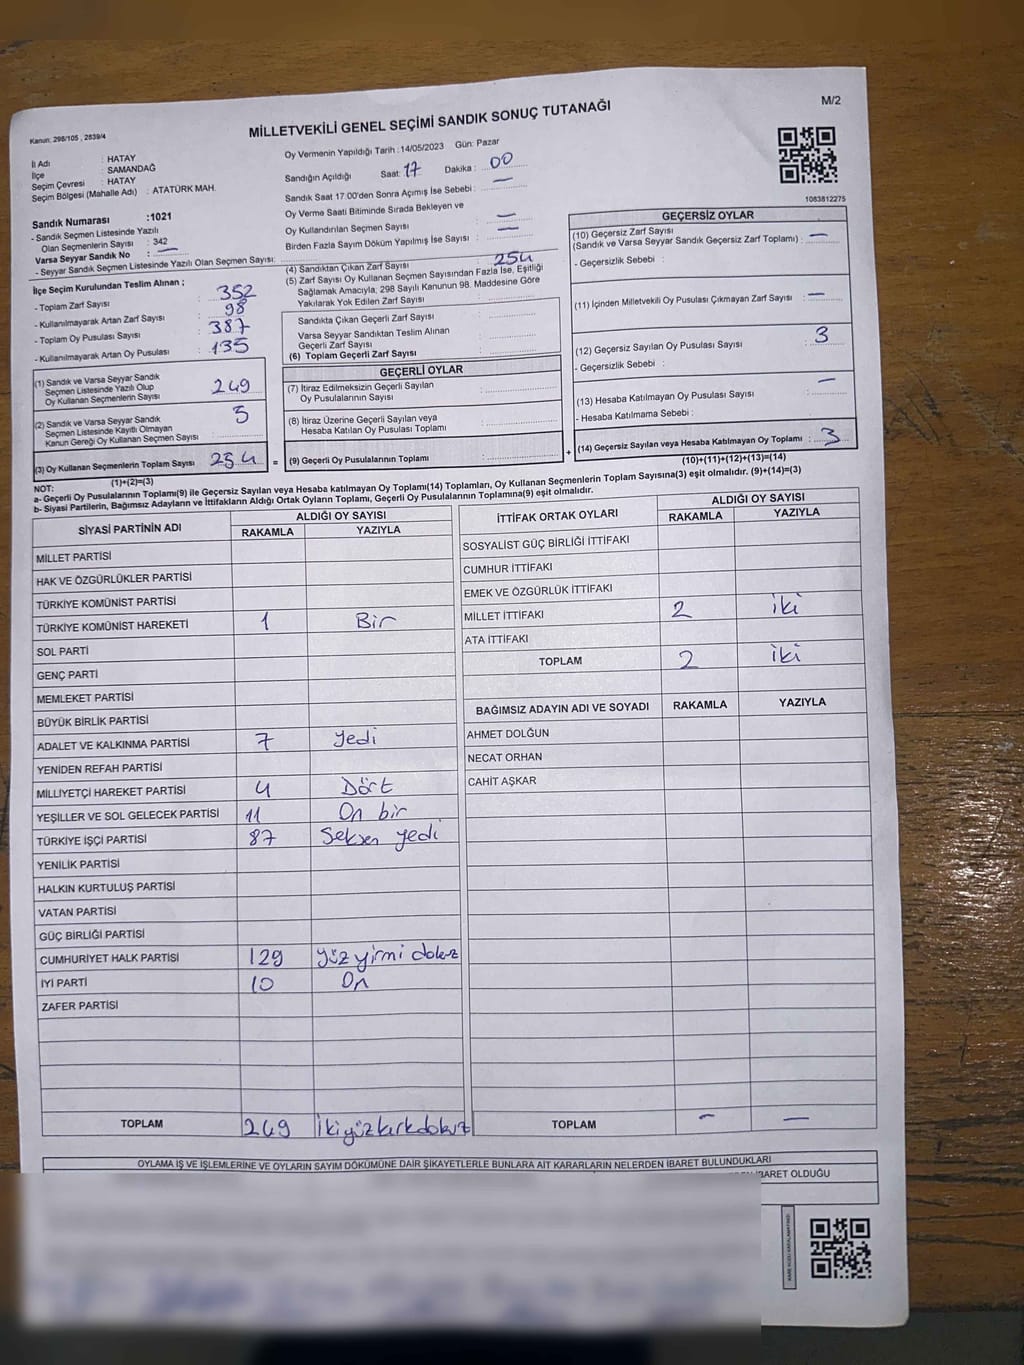 Kanun: 298/105 , 2839/4
MİLLETVEKİLİ GENEL SEÇİMİ SANDIK SONUÇ TUTANAĞI
M/2
İl Adı : HATAY
İlçe : SAMANDAĞ
Seçim Çevresi : HATAY
Seçim Bölgesi (Mahalle Adı) : ATATÜRK MAH.
Sandık Numarası :1021
- Sandık Seçmen Listesinde Yazılı
Olan Seçmenlerin Sayısı : 342
Varsa Seyyar Sandık No : —
- Seyyar Sandık Seçmen Listesinde Yazılı Olan Seçmen Sayısı:
İlçe Seçim Kurulundan Teslim Alınan ;
- Toplam Zarf Sayısı : 352
- Kullanılmayarak Artan Zarf Sayısı : 98
- Toplam Oy Pusulası Sayısı : 387
- Kullanılmayarak Artan Oy Pusulası : 135
(1) Sandık ve Varsa Seyyar Sandık
Seçmen Listesinde Yazılı Olup
Oy Kullanan Seçmenlerin Sayısı : 249
(2) Sandık ve Varsa Seyyar Sandık
Seçmen Listesinde Kayıtlı Olmayan
Kanun Gereği Oy Kullanan Seçmen Sayısı : 5
(3) Oy Kullanan Seçmenlerin Toplam Sayısı : 254 =
(1)+(2)=(3)
Oy Vermenin Yapıldığı Tarih : 14/05/2023 Gün: Pazar
Sandığın Açıldığı Saat : 17 Dakika : 00
Sandık Saat 17:00'den Sonra Açımış İse Sebebi : —
Oy Verme Saati Bitiminde Sırada Bekleyen ve
Oy Kullandırılan Seçmen Sayısı : —
Birden Fazla Sayım Döküm Yapılmış İse Sayısı : —
(4) Sandıktan Çıkan Zarf Sayısı : 254
(5) Zarf Sayısı Oy Kullanan Seçmen Sayısından Fazla İse, Eşitliği
Sağlamak Amacıyla, 298 Sayılı Kanunun 98. Maddesine Göre
Yakılarak Yok Edilen Zarf Sayısı :
Sandıkta Çıkan Geçerli Zarf Sayısı :
Varsa Seyyar Sandıktan Teslim Alınan
Geçerli Zarf Sayısı :
(6) Toplam Geçerli Zarf Sayısı :
GEÇERLİ OYLAR
(7) İtiraz Edilmeksizin Geçerli Sayılan
Oy Pusulalarının Sayısı :
(8) İtiraz Üzerine Geçerli Sayılan veya
Hesaba Katılan Oy Pusulası Toplamı :
(9) Geçerli Oy Pusulalarının Toplamı : +
1083812275
GEÇERSİZ OYLAR
(10) Geçersiz Zarf Sayısı
(Sandık ve Varsa Seyyar Sandık Geçersiz Zarf Toplamı) : —
- Geçersizlik Sebebi :
(11) İçinden Milletvekili Oy Pusulası Çıkmayan Zarf Sayısı : —
(12) Geçersiz Sayılan Oy Pusulası Sayısı : 3
- Geçersizlik Sebebi :
(13) Hesaba Katılmayan Oy Pusulası Sayısı : —
- Hesaba Katılmama Sebebi :
(14) Geçersiz Sayılan veya Hesaba Katılmayan Oy Toplamı : 3
(10)+(11)+(12)+(13)=(14)
NOT:
a- Geçerli Oy Pusulalarının Toplamı(9) ile Geçersiz Sayılan veya Hesaba Katılmayan Oy Toplamı(14) Toplamları, Oy Kullanan Seçmenlerin Toplam Sayısına(3) eşit olmalıdır. (9)+(14)=(3)
b- Siyasi Partilerin, Bağımsız Adayların ve İttifakların Aldığı Ortak Oyların Toplamı, Geçerli Oy Pusulalarının Toplamına(9) eşit olmalıdır.
SİYASİ PARTİNİN ADI ALDIĞI OY SAYISI
RAKAMLA YAZIYLA
MİLLET PARTİSİ
HAK VE ÖZGÜRLÜKLER PARTİSİ
TÜRKİYE KOMÜNİST PARTİSİ
TÜRKİYE KOMÜNİST HAREKETİ 1 Bir
SOL PARTİ
GENÇ PARTİ
MEMLEKET PARTİSİ
BÜYÜK BİRLİK PARTİSİ
ADALET VE KALKINMA PARTİSİ 7 yedi
YENİDEN REFAH PARTİSİ
MİLLİYETÇİ HAREKET PARTİSİ 4 Dört
YEŞİLLER VE SOL GELECEK PARTİSİ 11 On bir
TÜRKİYE İŞÇİ PARTİSİ 87 Seksen yedi
YENİLİK PARTİSİ
HALKIN KURTULUŞ PARTİSİ
VATAN PARTİSİ
GÜÇ BİRLİĞİ PARTİSİ
CUMHURİYET HALK PARTİSİ 129 yüz yirmi dokuz
İYİ PARTİ 10 On
ZAFER PARTİSİ
TOPLAM 249 İkiyüzkırkdokuz
İTTİFAK ORTAK OYLARI ALDIĞI OY SAYISI
RAKAMLA YAZIYLA
SOSYALİST GÜÇ BİRLİĞİ İTTİFAKI
CUMHUR İTTİFAKI
EMEK VE ÖZGÜRLÜK İTTİFAKI
MİLLET İTTİFAKI 2 iki
ATA İTTİFAKI
TOPLAM 2 iki
BAĞIMSIZ ADAYIN ADI VE SOYADI RAKAMLA YAZIYLA
AHMET DOLĞUN
NECAT ORHAN
CAHİT AŞKAR
TOPLAM — —
OYLAMA İŞ VE İŞLEMLERİNE VE OYLARIN SAYIM DÖKÜMÜNE DAİR ŞİKAYETLERLE BUNLARA AİT KARARLARIN NELERDEN İBARET BULUNDUKLARI
İBARET OLDUĞU